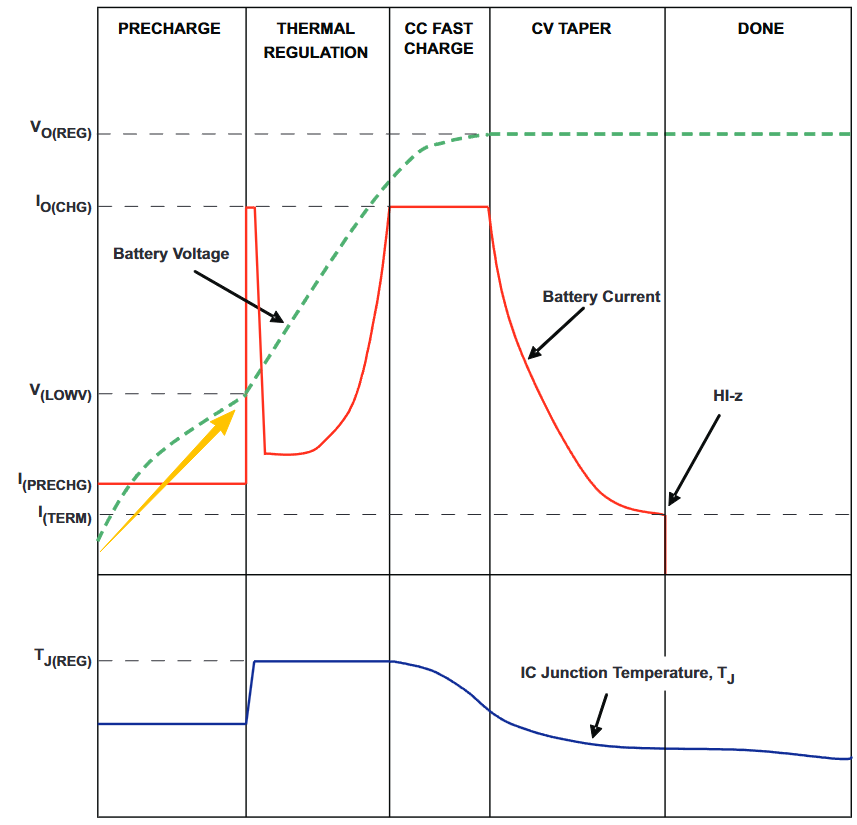 PRECHARGE
THERMAL
REGULATION
CC FAST
CHARGE
CV TAPER
DONE
VO(REG)
IO(CHG)
Battery Voltage
Battery Current
V(LOWV)
HI-z
I(PRECHG)
I(TERM)
TJ(REG)
IC Junction Temperature, TJ